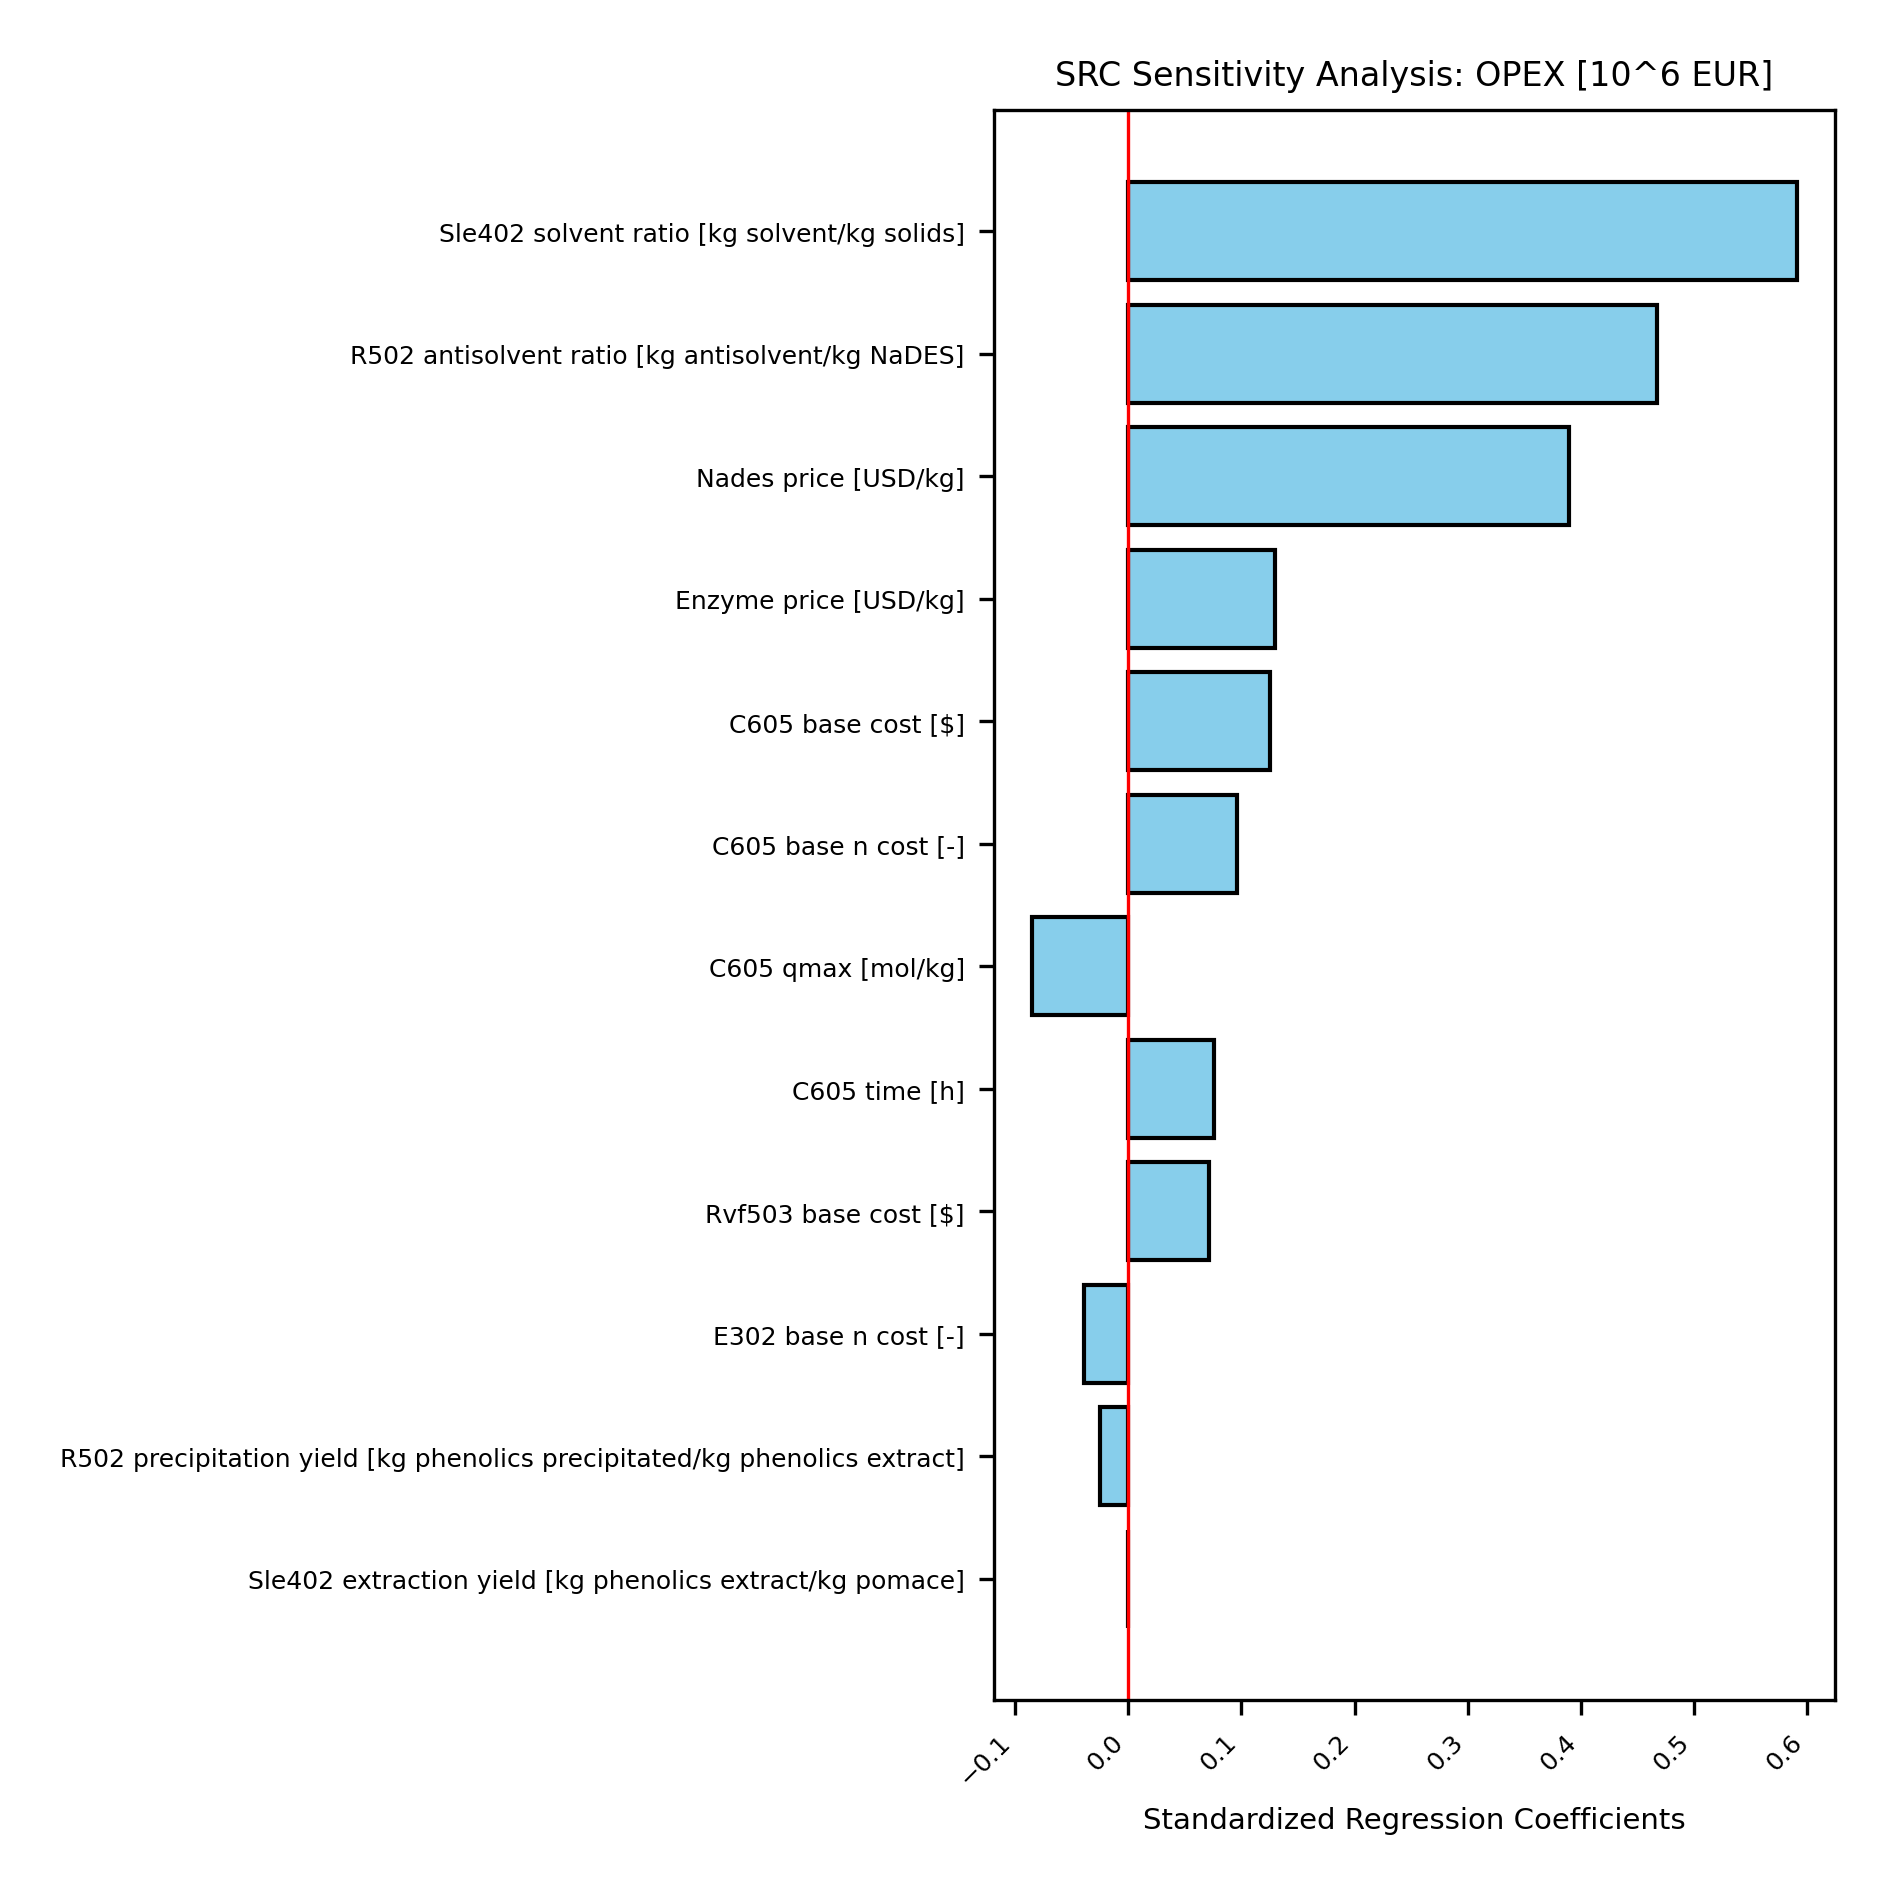 SRC Sensitivity Analysis: OPEX [10^6 EUR]
Sle402 solvent ratio [kg solvent/kg solids]
R502 antisolvent ratio [kg antisolvent/kg NaDES]
Nades price [USD/kg]
Enzyme price [USD/kg]
C605 base cost [$]
C605 base n cost [-]
C605 qmax [mol/kg]
C605 time [h]
Rvf503 base cost [$]
E302 base n cost [-]
R502 precipitation yield [kg phenolics precipitated/kg phenolics extract]
Sle402 extraction yield [kg phenolics extract/kg pomace]
−0.1 0.0 0.1 0.2 0.3 0.4 0.5 0.6
Standardized Regression Coefficients